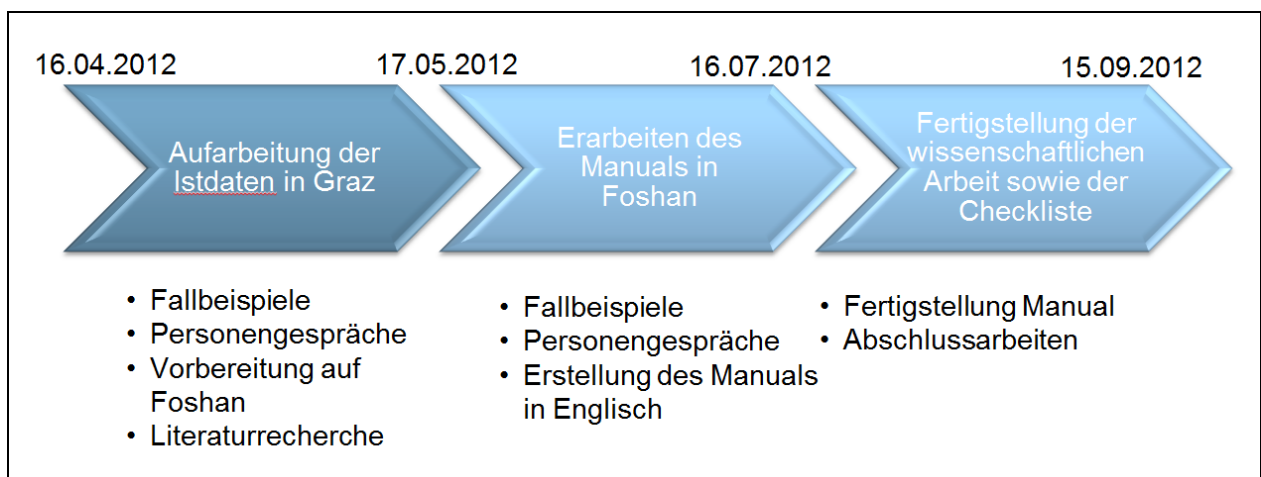 16.04.2012
17.05.2012
16.07.2012
15.09.2012
Aufarbeitung der
Istdaten in Graz
Erarbeiten des
Manuals in
Foshan
Fertigstellung der
wissenschaftlichen
Arbeit sowie der
Checkliste
• Fallbeispiele
• Personengespräche
• Vorbereitung auf
Foshan
• Literaturrecherche
• Fallbeispiele
• Personengespräche
• Erstellung des Manuals
in Englisch
• Fertigstellung Manual
• Abschlussarbeiten